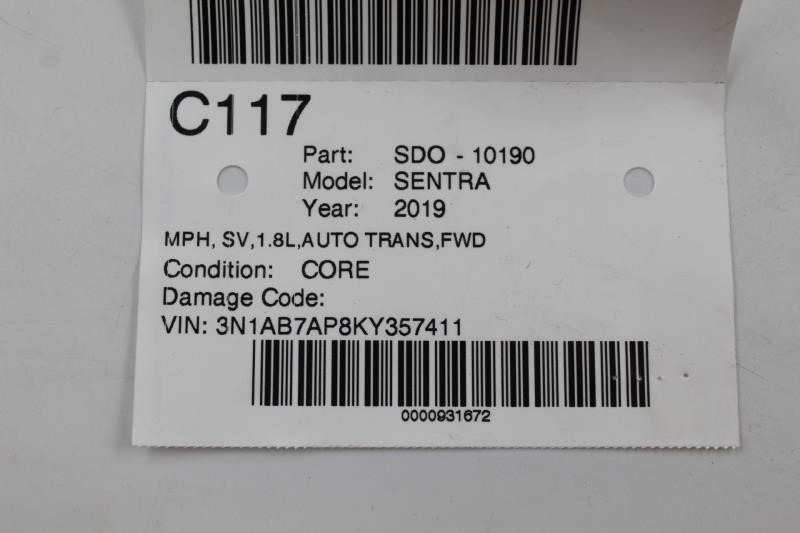 C117
Part: SDO - 10190
Model: SENTRA
Year: 2019
MPH, SV,1.8L,AUTO TRANS,FWD
Condition: CORE
Damage Code:
VIN: 3N1AB7AP8KY357411
0000931672